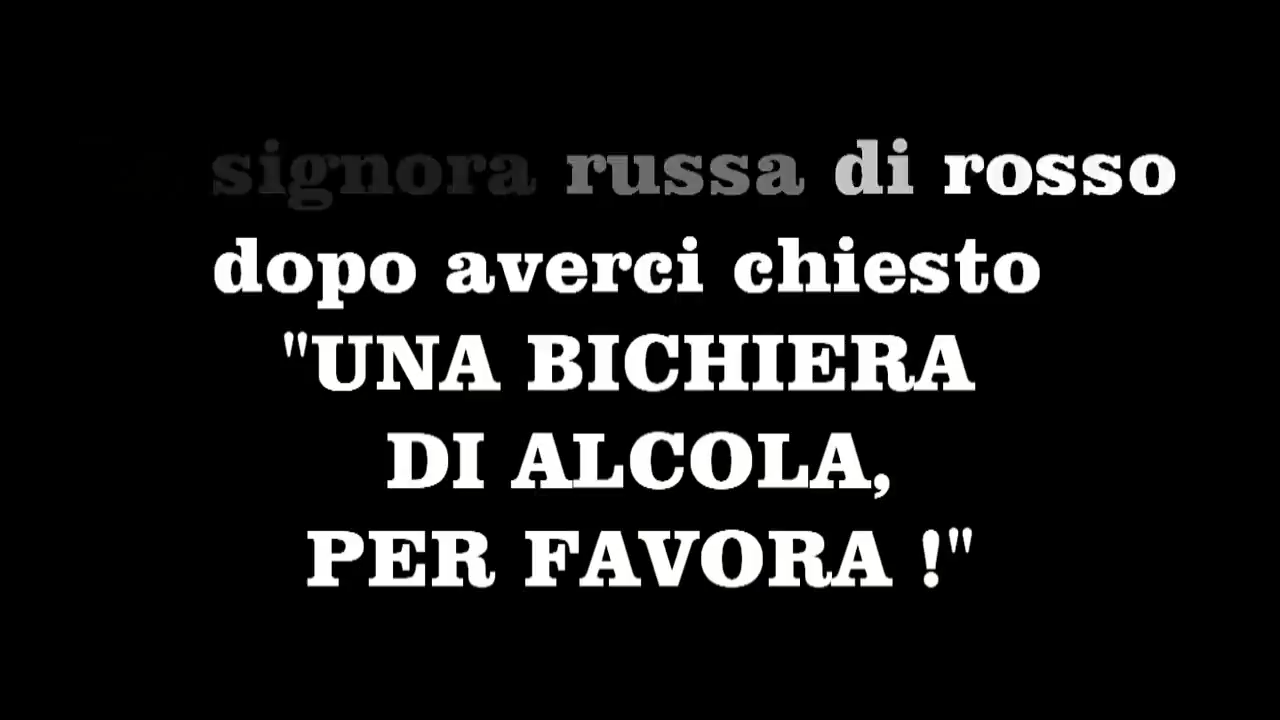 signora russa di rosso
dopo averci chiesto
"UNA BICHIERA
DI ALCOLA,
PER FAVORA !"